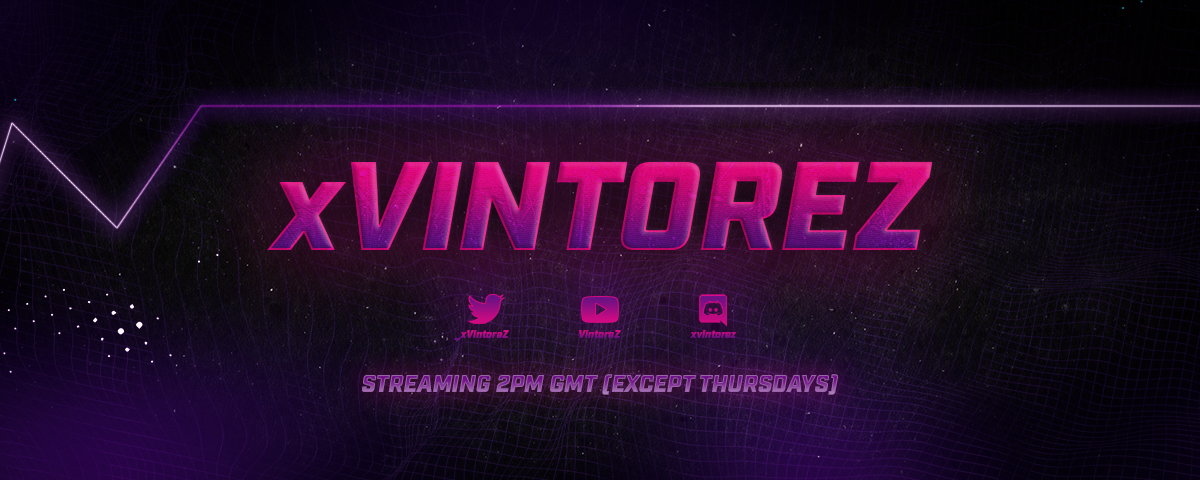 xVINTOREZ
_xVintoreZ VintoreZ xvintorez
STREAMING 2PM GMT (EXCEPT THURSDAYS)